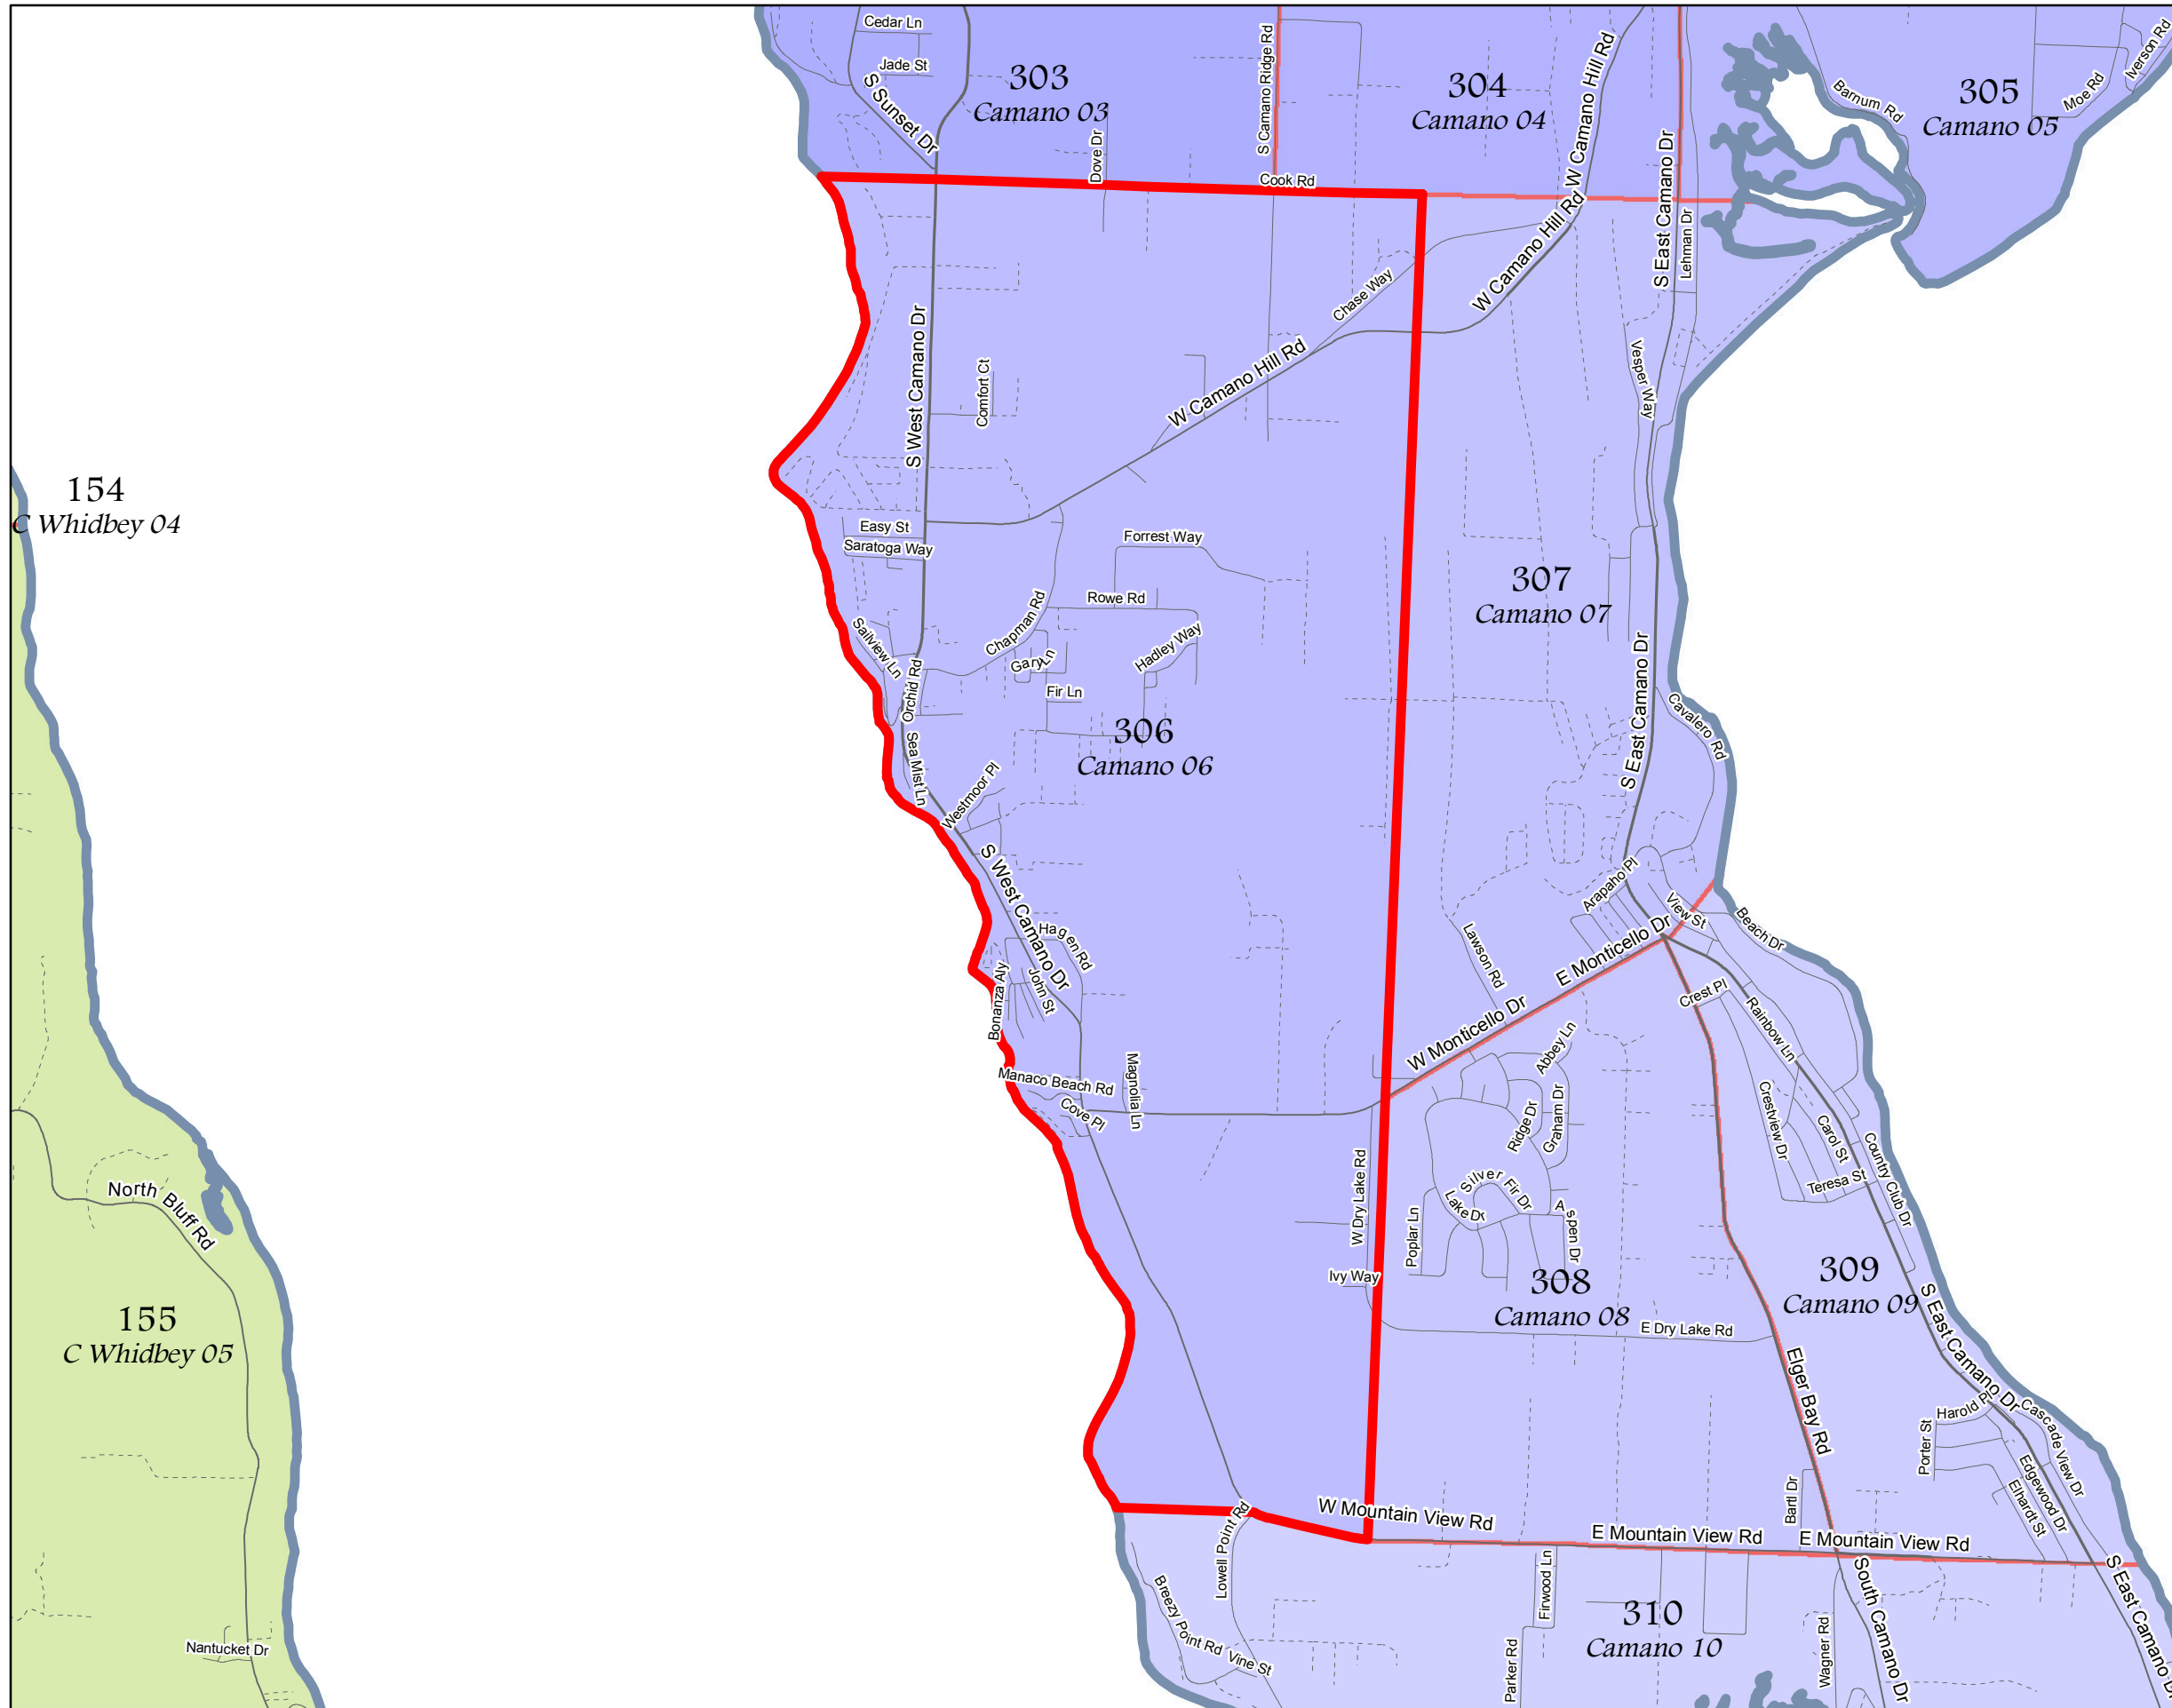 Cedar Ln
Jade St
S Sunset Dr
303
Camano 03
Dove Dr
S Camano Ridge Rd
Cook Rd
304
Camano 04
W Camano Hill Rd
W Camano Hill Rd
S East Camano Dr
Lehman Dr
Barnum Rd
305
Camano 05
Moe Rd
Iverson Rd
Chase Way
W Camano Hill Rd
S West Camano Dr
Comfort Ct
Vesper Way
154
C Whidbey 04
Easy St
Saratoga Way
Forrest Way
Rowe Rd
Chapman Rd
Hadley Way
Gary Ln
Fir Ln
Sailview Ln
Orchid Rd
Sea Mist Ln
Westmoor Pl
306
Camano 06
307
Camano 07
S East Camano Dr
Cavalero Rd
S West Camano Dr
Hagen Rd
John St
Bonanza Aly
Manaco Beach Rd
Magnolia Ln
Cove Pl
Arapaho Pl
View St
Beach Dr
Lawson Rd
E Monticello Dr
W Monticello Dr
Crest Pl
Rainbow Ln
Abbey Ln
Ridge Dr
Graham Dr
Crestview Dr
Carol St
Country Club Dr
Teresa St
Silver Fir Dr
Lake Dr
Aspen Dr
Poplar Ln
W Dry Lake Rd
Ivy Way
308
Camano 08
309
Camano 09
E Dry Lake Rd
North Bluff Rd
155
C Whidbey 05
Elger Bay Rd
S East Camano Dr
Harold Pl
Cascade View Dr
Porter St
Edgewood Dr
Elhardt St
Bartl Dr
W Mountain View Rd
E Mountain View Rd
E Mountain View Rd
Lowell Point Rd
Breezy Point Rd
Vine St
Firwood Ln
Parker Rd
310
Camano 10
Wagner Rd
South Camano Dr
S East Camano Dr
Nantucket Dr